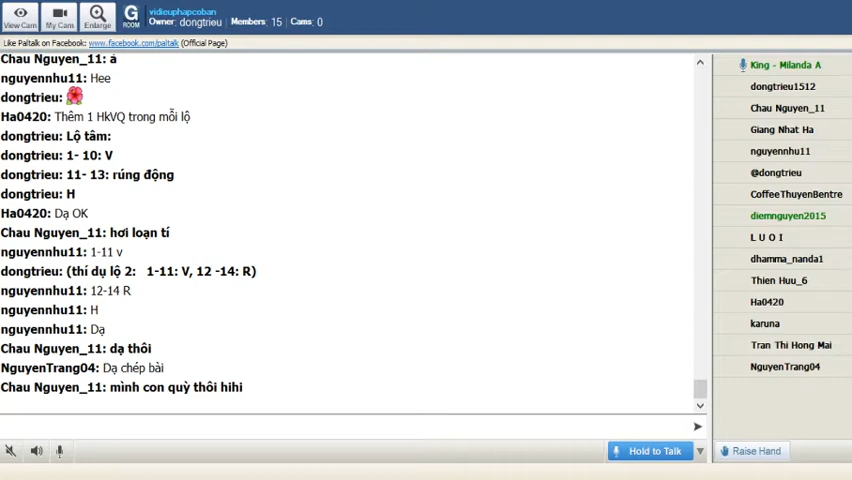 vidieuphapcoban
Owner: dongtrieu   Members: 15   Cams: 0
View Cam
My Cams
Enlarge
G
ROOM
Like Paltalk on Facebook: www.facebook.com/paltalk (Official Page)
Chau Nguyen_11: à
nguyennhu11: Hee
dongtrieu:
Ha0420: Thêm 1 HkVQ trong mỗi lộ
dongtrieu: Lộ tâm:
dongtrieu: 1- 10: V
dongtrieu: 11- 13: rúng động
dongtrieu: H
Ha0420: Dạ OK
Chau Nguyen_11: hơi loạn tí
nguyennhu11: 1-11 v
dongtrieu: (thí dụ lộ 2:   1-11: V, 12 -14: R)
nguyennhu11: 12-14 R
nguyennhu11: H
nguyennhu11: Dạ
Chau Nguyen_11: dạ thôi
NguyenTrang04: Dạ chép bài
Chau Nguyen_11: mình con quỳ thôi hihi
King - Milanda A
dongtrieu1512
Chau Nguyen_11
Giang Nhat Ha
nguyennhu11
@dongtrieu
CoffeeThuyenBentre
diemnguyen2015
L U O I
dhamma_nanda1
Thien Huu_6
Ha0420
karuna
Tran Thi Hong Mai
NguyenTrang04
Hold to Talk
Raise Hand